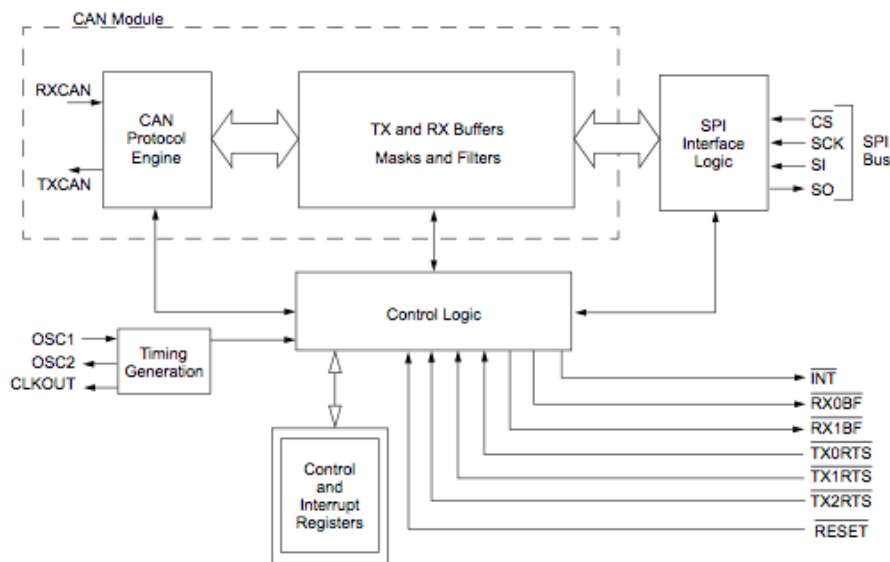 CAN Module
RXCAN
TXCAN
CAN
Protocol
Engine
TX and RX Buffers
Masks and Filters
SPI
Interface
Logic
CS
SCK
SI
SO
SPI
Bus
Control Logic
OSC1
OSC2
CLKOUT
Timing
Generation
Control
and
Interrupt
Registers
INT
RX0BF
RX1BF
TX0RTS
TX1RTS
TX2RTS
RESET